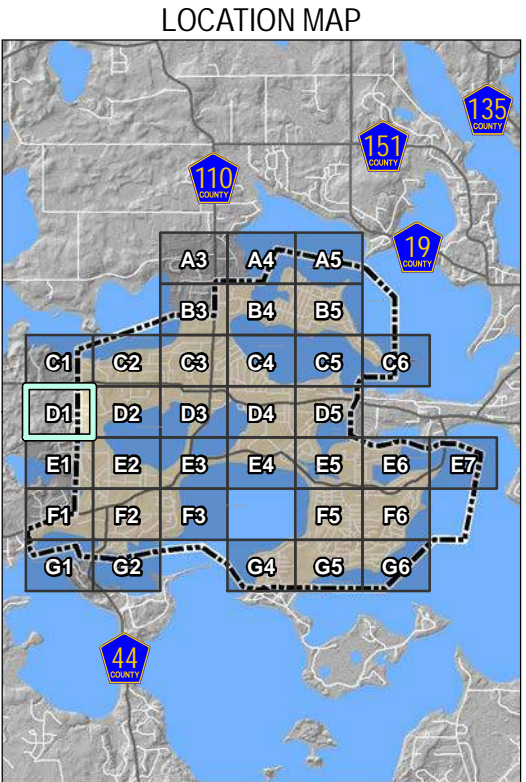 LOCATION MAP
135
COUNTY
151
COUNTY
110
COUNTY
19
COUNTY
A3 A4 A5
B3 B4 B5
C1 C2 C3 C4 C5 C6
D1 D2 D3 D4 D5
E1 E2 E3 E4 E5 E6 E7
F1 F2 F3 F5 F6
G1 G2 G4 G5 G6
44
COUNTY